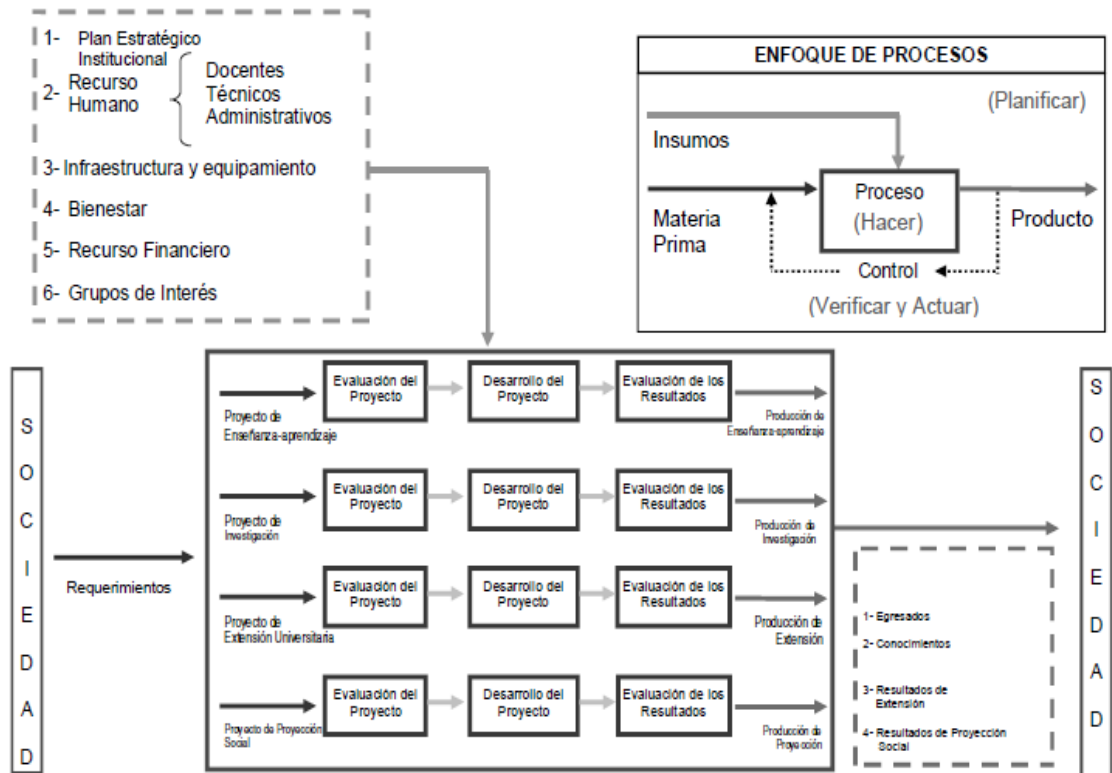 1- Plan Estratégico
Institucional
2- Recurso
Humano
Docentes
Técnicos
Administrativos
3- Infraestructura y equipamiento
4- Bienestar
5- Recurso Financiero
6- Grupos de Interés
ENFOQUE DE PROCESOS
(Planificar)
Insumos
Materia
Prima
Proceso
(Hacer)
Producto
Control
(Verificar y Actuar)
SOCIEDAD
Requerimientos
Proyecto de
Enseñanza-aprendizaje
Evaluación del
Proyecto
Desarrollo del
Proyecto
Evaluación de los
Resultados
Producción de
Enseñanza-aprendizaje
Proyecto de
Investigación
Evaluación del
Proyecto
Desarrollo del
Proyecto
Evaluación de los
Resultados
Producción de
Investigación
Proyecto de
Extensión Universitaria
Evaluación del
Proyecto
Desarrollo del
Proyecto
Evaluación de los
Resultados
Producción de
Extensión
Proyecto de Proyección
Social
Evaluación del
Proyecto
Desarrollo del
Proyecto
Evaluación de los
Resultados
Producción de
Proyección
1- Egresados
2- Conocimientos
3- Resultados de
Extensión
4- Resultados de Proyección
Social
SOCIEDAD